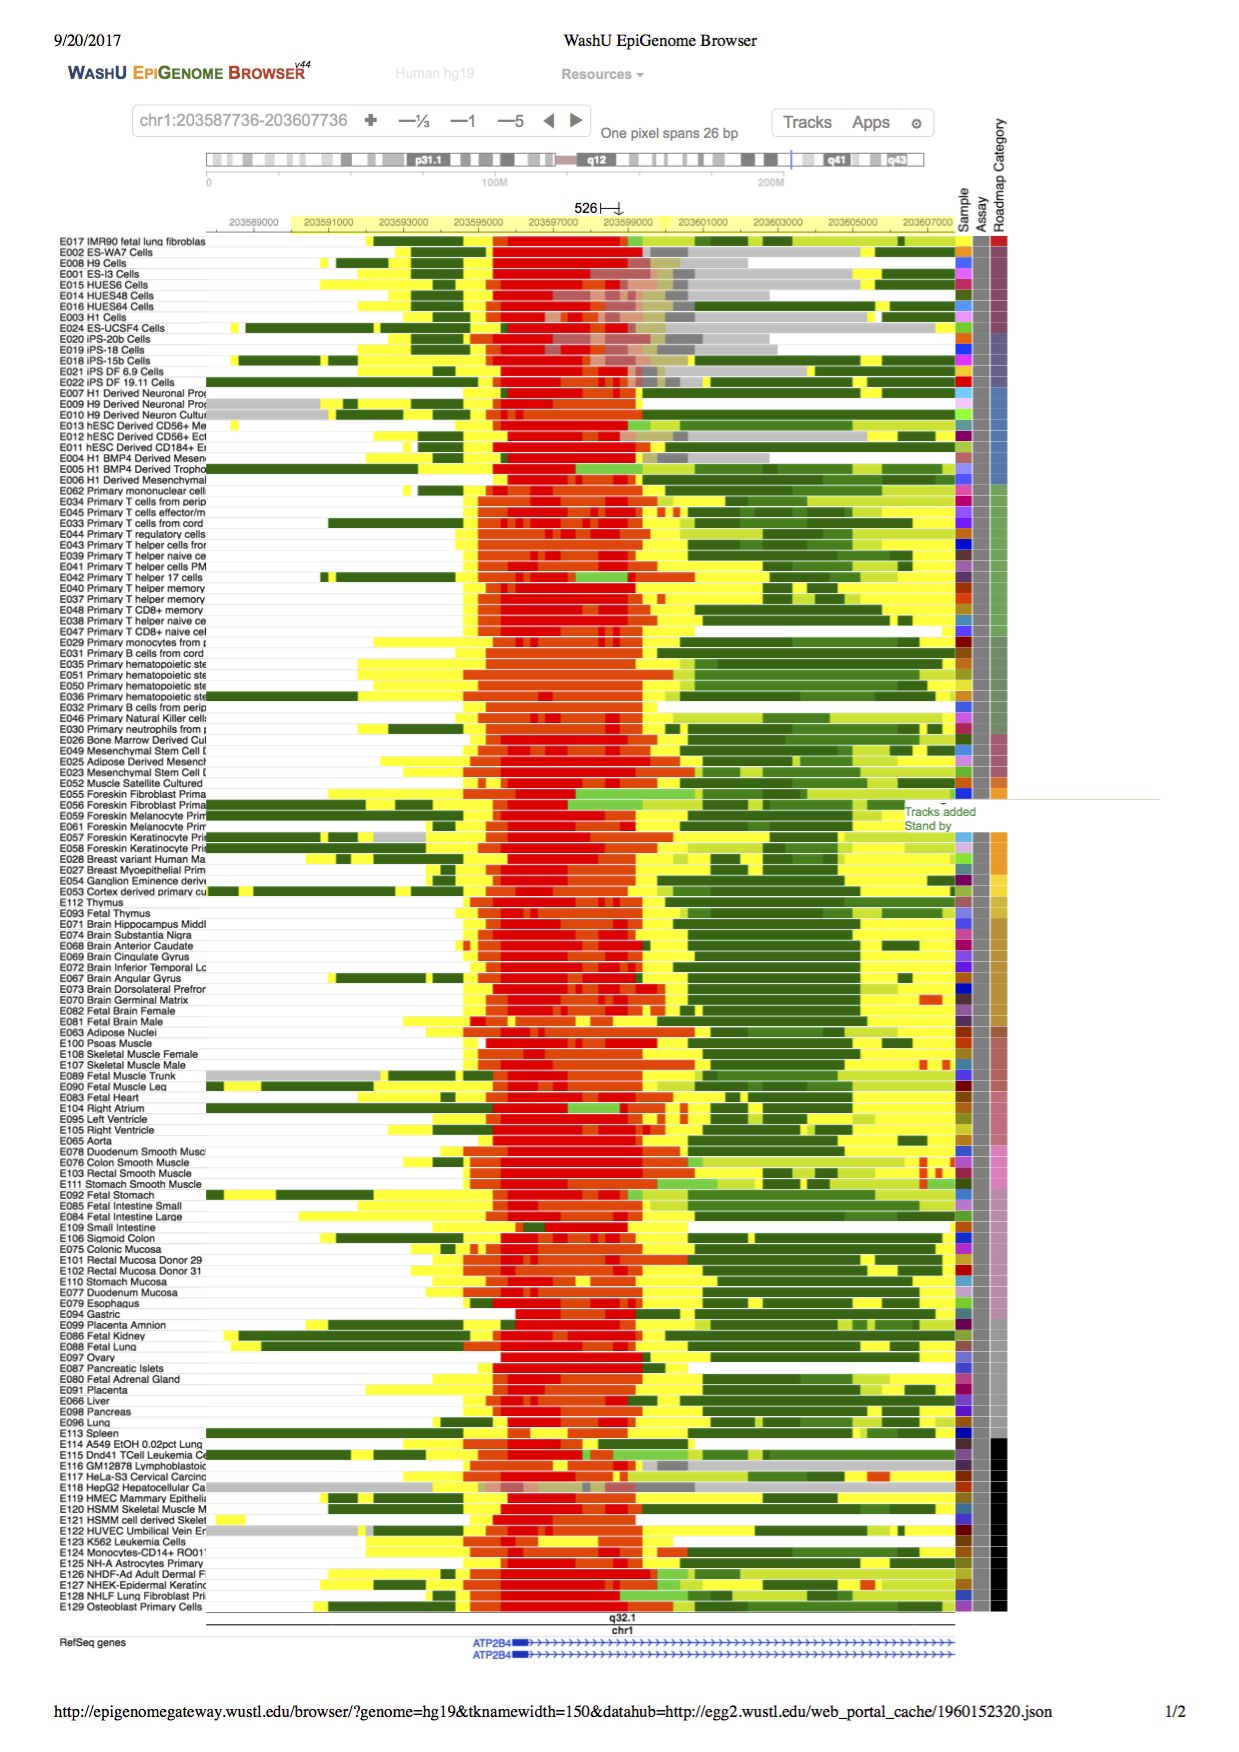 9/20/2017
WashU EpiGenome Browser
WASHU EPIGENOME BROWSER v44
Human hg19
Resources
chr1:203587736-203607736
–⅓
–1
–5
One pixel spans 26 bp
Tracks Apps
p31.1
q12
q41
q43
0
100M
200M
526
203589000 203591000 203593000 203595000 203597000 203599000 203601000 203603000 203605000 203607000
Sample
Assay
Roadmap Category
E017 IMR90 fetal lung fibroblas
E002 ES-WA7 Cells
E008 H9 Cells
E001 ES-I3 Cells
E015 HUES6 Cells
E014 HUES48 Cells
E016 HUES64 Cells
E003 H1 Cells
E024 ES-UCSF4 Cells
E020 iPS-20b Cells
E019 iPS-18 Cells
E018 iPS-15b Cells
E021 iPS DF 6.9 Cells
E022 iPS DF 19.11 Cells
E007 H1 Derived Neuronal Prog
E009 H9 Derived Neuronal Prog
E010 H9 Derived Neuron Cultur
E013 hESC Derived CD56+ Me
E012 hESC Derived CD56+ Ect
E011 hESC Derived CD184+ En
E004 H1 BMP4 Derived Mesen
E005 H1 BMP4 Derived Tropho
E006 H1 Derived Mesenchymal
E062 Primary mononuclear cell
E034 Primary T cells from perip
E045 Primary T cells effector/m
E033 Primary T cells from cord
E044 Primary T regulatory cells
E043 Primary T helper cells fror
E039 Primary T helper naive ce
E041 Primary T helper cells PM
E042 Primary T helper 17 cells
E040 Primary T helper memory
E037 Primary T helper memory
E048 Primary T CD8+ memory
E038 Primary T helper naive ce
E047 Primary T CD8+ naive cel
E029 Primary monocytes from p
E031 Primary B cells from cord
E035 Primary hematopoietic ste
E051 Primary hematopoietic ste
E050 Primary hematopoietic ste
E036 Primary hematopoietic ste
E032 Primary B cells from perip
E046 Primary Natural Killer cells
E030 Primary neutrophils from p
E026 Bone Marrow Derived Cul
E049 Mesenchymal Stem Cell D
E025 Adipose Derived Mesench
E023 Mesenchymal Stem Cell D
E052 Muscle Satellite Cultured
E055 Foreskin Fibroblast Prima
E056 Foreskin Fibroblast Prima
Tracks added
E059 Foreskin Melanocyte Prim
E061 Foreskin Melanocyte Prim
Stand by
E057 Foreskin Keratinocyte Pri
E058 Foreskin Keratinocyte Pri
E028 Breast variant Human Ma
E027 Breast Myoepithelial Prim
E054 Ganglion Eminence derive
E053 Cortex derived primary cu
E112 Thymus
E093 Fetal Thymus
E071 Brain Hippocampus Middl
E074 Brain Substantia Nigra
E068 Brain Anterior Caudate
E069 Brain Cingulate Gyrus
E072 Brain Inferior Temporal Lo
E067 Brain Angular Gyrus
E073 Brain Dorsolateral Prefror
E070 Brain Germinal Matrix
E082 Fetal Brain Female
E081 Fetal Brain Male
E063 Adipose Nuclei
E100 Psoas Muscle
E108 Skeletal Muscle Female
E107 Skeletal Muscle Male
E089 Fetal Muscle Trunk
E090 Fetal Muscle Leg
E083 Fetal Heart
E104 Right Atrium
E095 Left Ventricle
E105 Right Ventricle
E065 Aorta
E078 Duodenum Smooth Musc
E076 Colon Smooth Muscle
E103 Rectal Smooth Muscle
E111 Stomach Smooth Muscle
E092 Fetal Stomach
E085 Fetal Intestine Small
E084 Fetal Intestine Large
E109 Small Intestine
E106 Sigmoid Colon
E075 Colonic Mucosa
E101 Rectal Mucosa Donor 29
E102 Rectal Mucosa Donor 31
E110 Stomach Mucosa
E077 Duodenum Mucosa
E079 Esophagus
E094 Gastric
E099 Placenta Amnion
E086 Fetal Kidney
E088 Fetal Lung
E097 Ovary
E087 Pancreatic Islets
E080 Fetal Adrenal Gland
E091 Placenta
E066 Liver
E098 Pancreas
E096 Lung
E113 Spleen
E114 A549 EtOH 0.02pct Lung
E115 Dnd41 TCell Leukemia Ce
E116 GM12878 Lymphoblastoic
E117 HeLa-S3 Cervical Carcinc
E118 HepG2 Hepatocellular Ca
E119 HMEC Mammary Epithelia
E120 HSMM Skeletal Muscle M
E121 HSMM cell derived Skelet
E122 HUVEC Umbilical Vein Er
E123 K562 Leukemia Cells
E124 Monocytes-CD14+ RO01
E125 NH-A Astrocytes Primary
E126 NHDF-Ad Adult Dermal Fi
E127 NHEK-Epidermal Keratinc
E128 NHLF Lung Fibroblast Pri
E129 Osteoblast Primary Cells
q32.1
chr1
RefSeq genes
ATP2B4
ATP2B4
http://epigenomegateway.wustl.edu/browser/?genome=hg19&tknamewidth=150&datahub=http://egg2.wustl.edu/web_portal_cache/1960152320.json
1/2